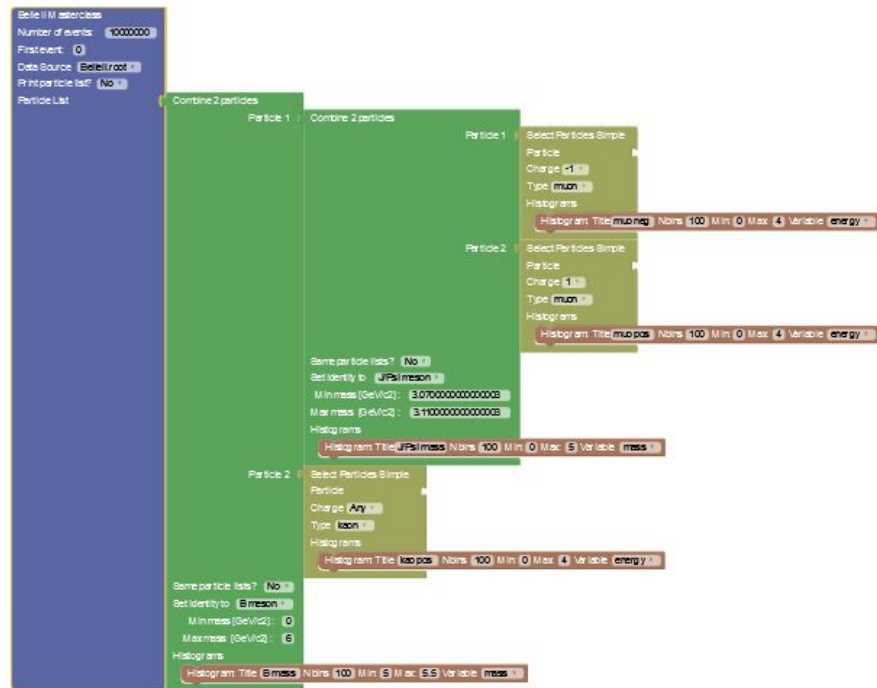 Belle II Masterclass
Number of events: 10000000
First event: 0
Data Source Belleii.root
Print particle list? No
Particle List
Combine 2 particles
Particle 1
Combine 2 particles
Particle 1
Select Particles Simple
Particle
Charge -1
Type muon
Histograms
Histogram: Title muo neg Nbins 100 Min: 0 Max: 4 Variable energy
Particle 2
Select Particles Simple
Particle
Charge 1
Type muon
Histograms
Histogram: Title muo pos Nbins 100 Min: 0 Max: 4 Variable energy
Same particle lists? No
Set Identity to J/Psi meson
Min mass [GeV/c2] : 3.0700000000000003
Max mass [GeV/c2] : 3.1100000000000003
Histograms
Histogram: Title J/Psi mass Nbins 100 Min: 0 Max: 5 Variable mass
Particle 2
Select Particles Simple
Particle
Charge Any
Type kaon
Histograms
Histogram: Title kao pos Nbins 100 Min: 0 Max: 4 Variable energy
Same particle lists? No
Set Identity to B meson
Min mass [GeV/c2] : 0
Max mass [GeV/c2] : 6
Histograms
Histogram: Title B mass Nbins 100 Min: 5 Max: 5.5 Variable mass